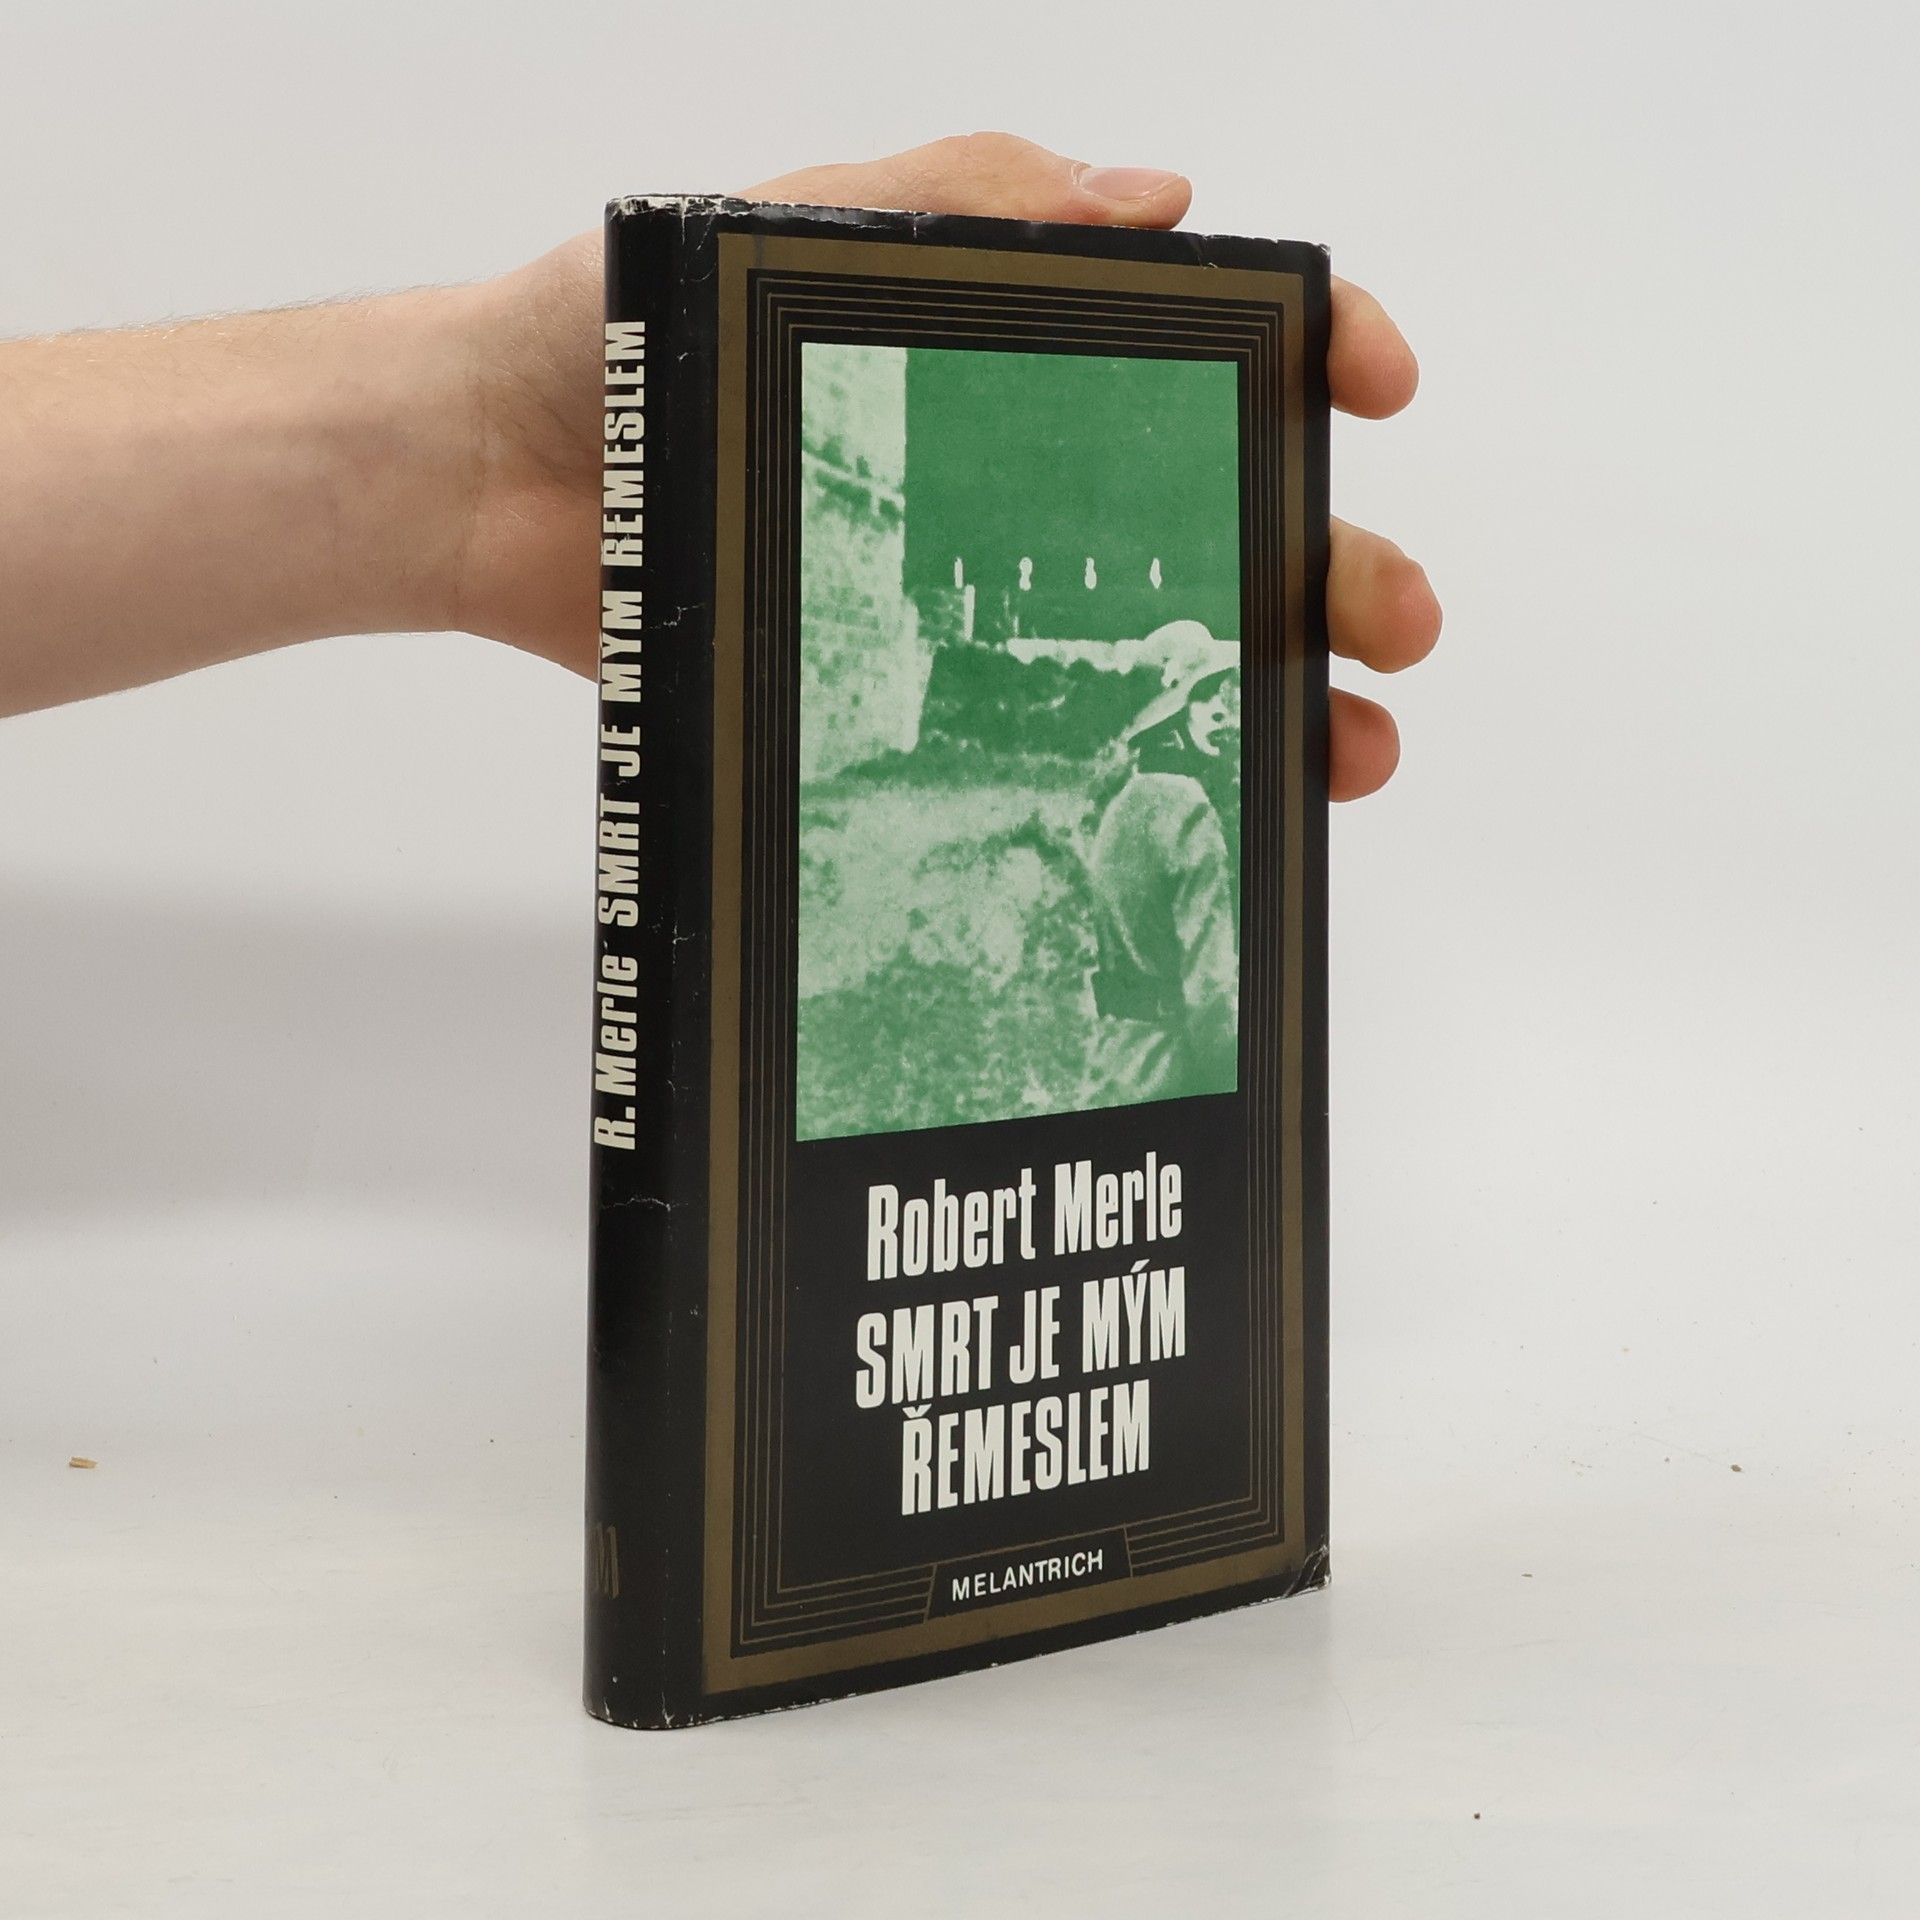 R. Merle SMRT JE MÝM ŘEMESLEM
Robert Merle
SMRT JE MÝM
ŘEMESLEM
MELANTRICH
M